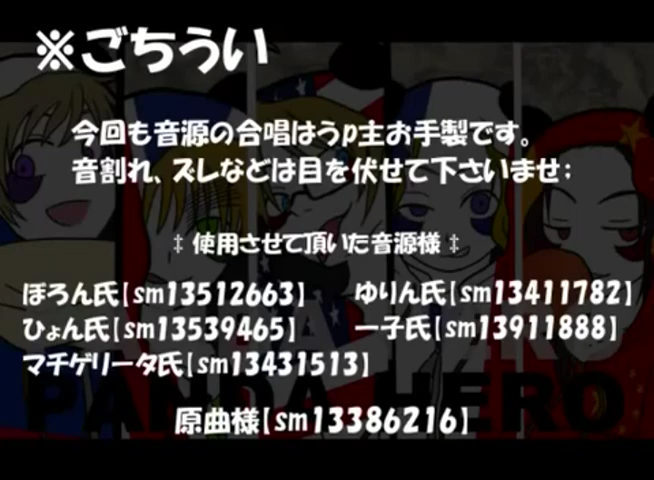 ※ごちうい
今回も音源の合唱はうp主お手製です。
音割れ、ズレなどは目を伏せて下さいませ;
‡ 使用させて頂いた音源様 ‡
ぽろん氏【sm13512663】 ゆりん氏【sm13411782】
ひょん氏【sm13539465】 一子氏【sm13911888】
マチゲリータ氏【sm13431513】
原曲様【sm13386216】
PANDA HERO